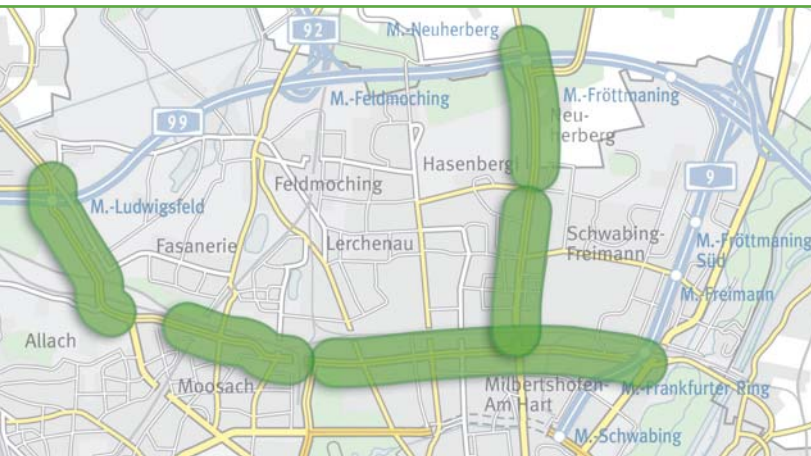 92
M.-Neuherberg
M.-Feldmoching
M.-Fröttmaning
99
Neu-
herberg
Hasenbergl
9
Feldmoching
M.-Ludwigsfeld
Fasanerie
Lerchenau
Schwabing-
Freimann
M.-Fröttmaning
Süd
M.-Freimann
Allach
Moosach
Milbertshofen-
Am Hart
M.-Frankfurter Ring
M.-Schwabing